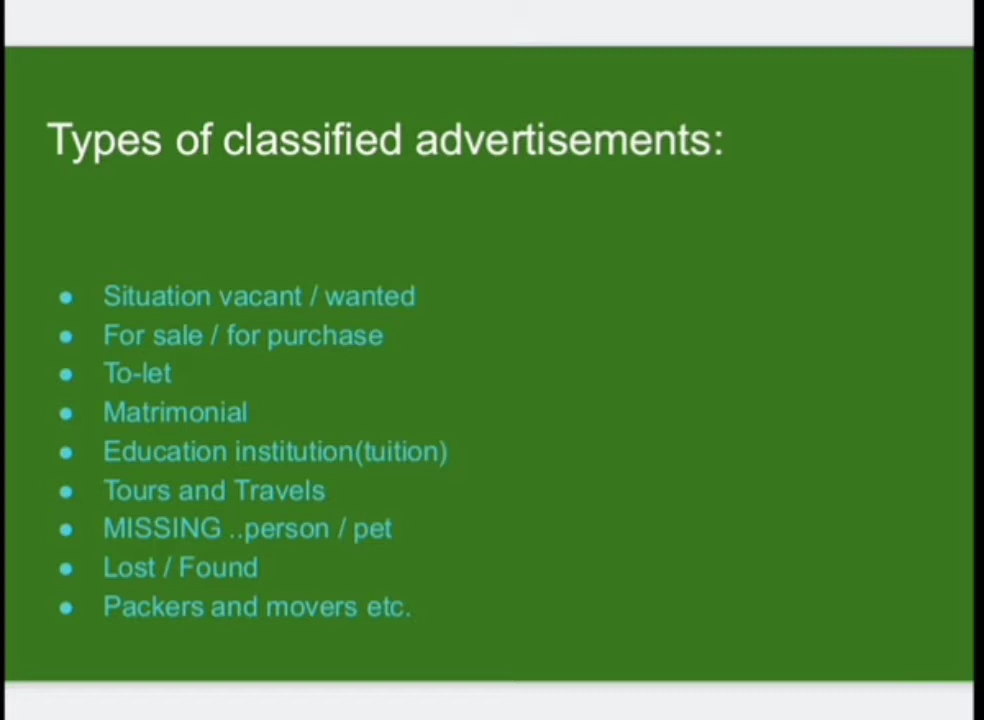 Types of classified advertisements:
● Situation vacant / wanted
● For sale / for purchase
● To-let
● Matrimonial
● Education institution(tuition)
● Tours and Travels
● MISSING ..person / pet
● Lost / Found
● Packers and movers etc.